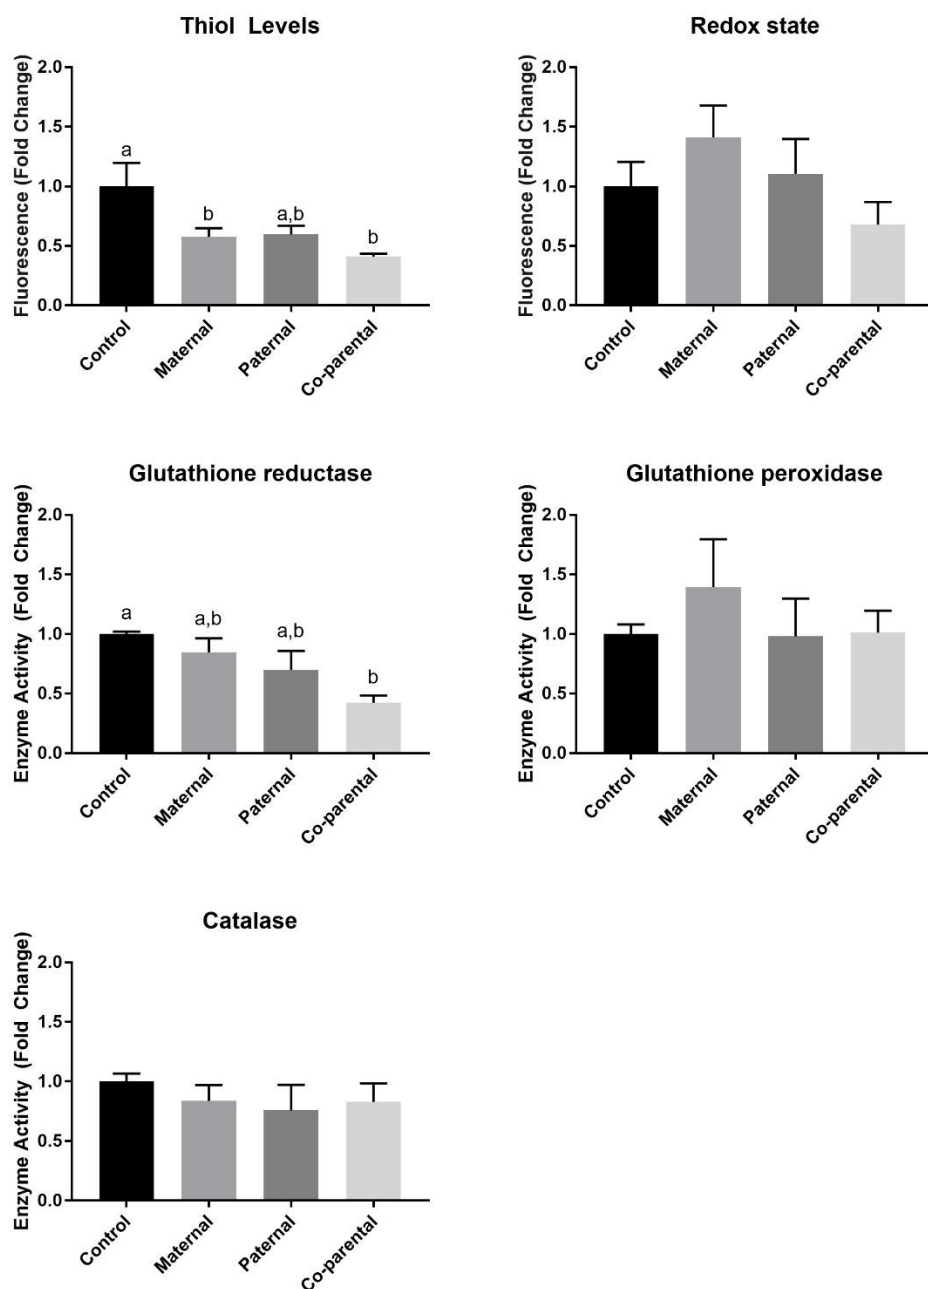 Thiol Levels
Fluorescence (Fold Change)
2.0
1.5
1.0
0.5
0.0
a
b
a,b
b
Control
Maternal
Paternal
Co-parental
Redox state
Fluorescence (Fold Change)
2.0
1.5
1.0
0.5
0.0
Control
Maternal
Paternal
Co-parental
Glutathione reductase
Enzyme Activity (Fold Change)
2.0
1.5
1.0
0.5
0.0
a
a,b
a,b
b
Control
Maternal
Paternal
Co-parental
Glutathione peroxidase
Enzyme Activity (Fold Change)
2.0
1.5
1.0
0.5
0.0
Control
Maternal
Paternal
Co-parental
Catalase
Enzyme Activity (Fold Change)
2.0
1.5
1.0
0.5
0.0
Control
Maternal
Paternal
Co-parental